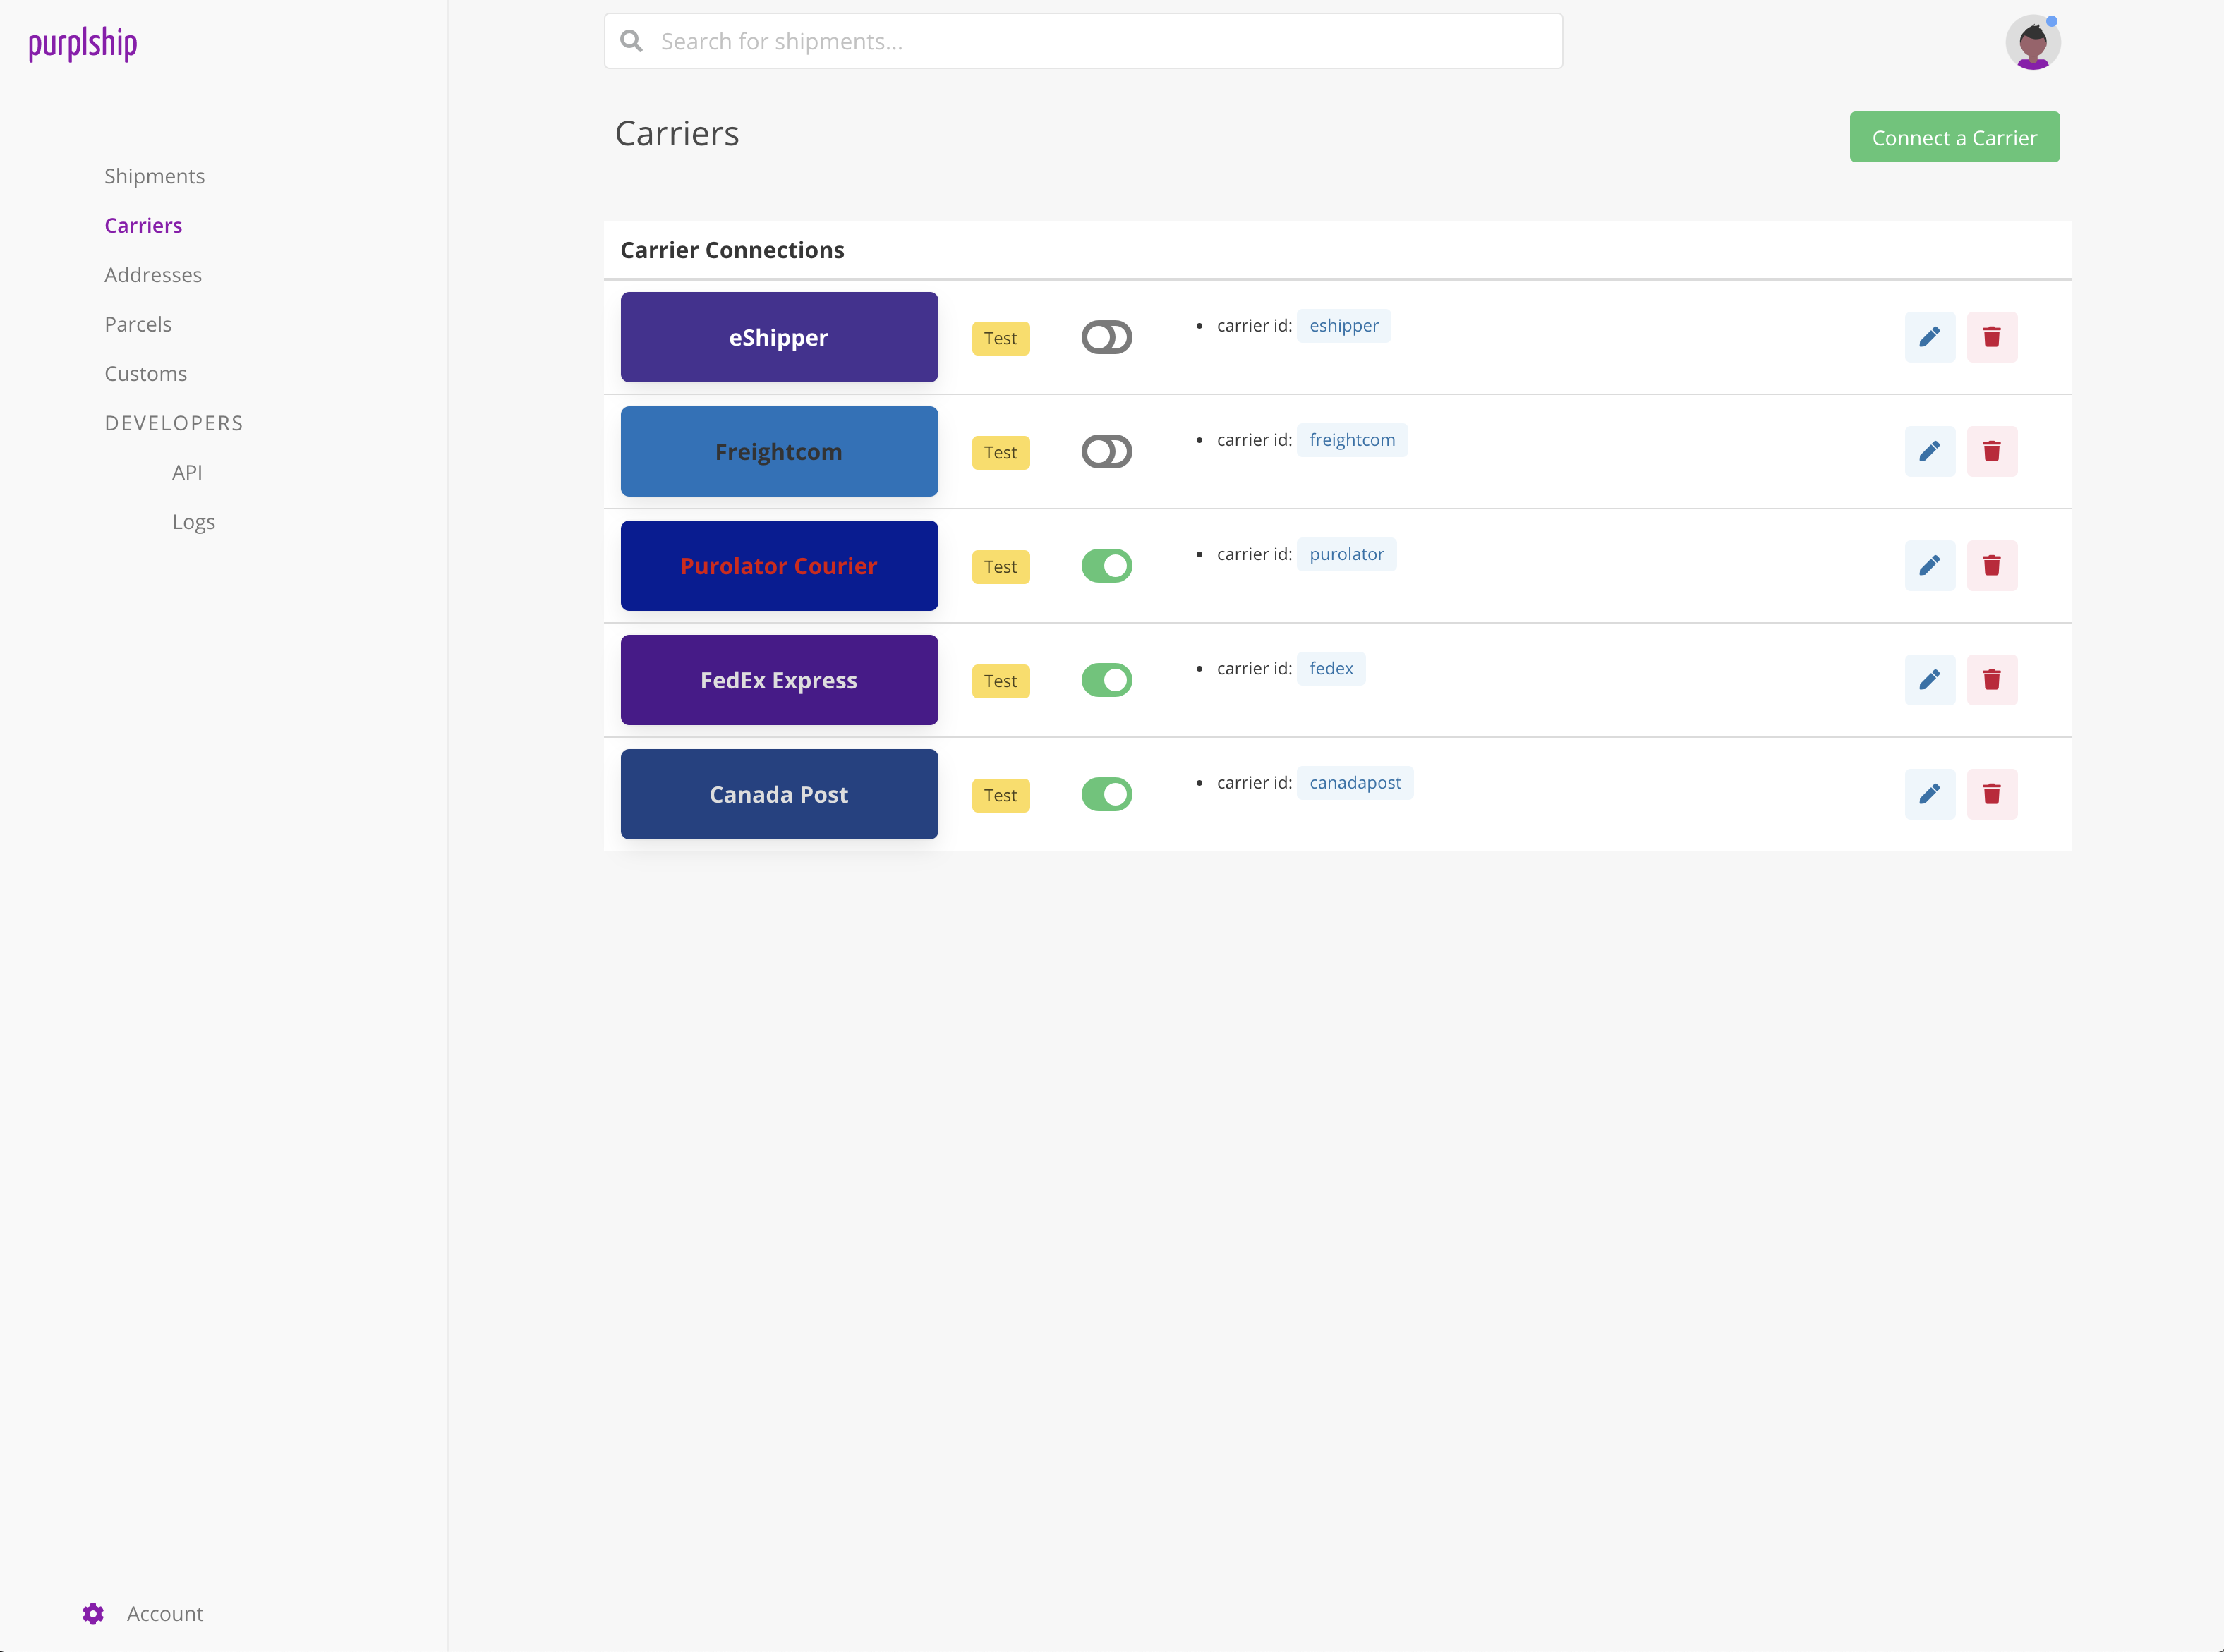 purplship
Search for shipments...
Carriers
Connect a Carrier
Shipments
Carriers
Addresses
Parcels
Customs
DEVELOPERS
API
Logs
Account
Carrier Connections
eShipper Test • carrier id: eshipper
Freightcom Test • carrier id: freightcom
Purolator Courier Test • carrier id: purolator
FedEx Express Test • carrier id: fedex
Canada Post Test • carrier id: canadapost